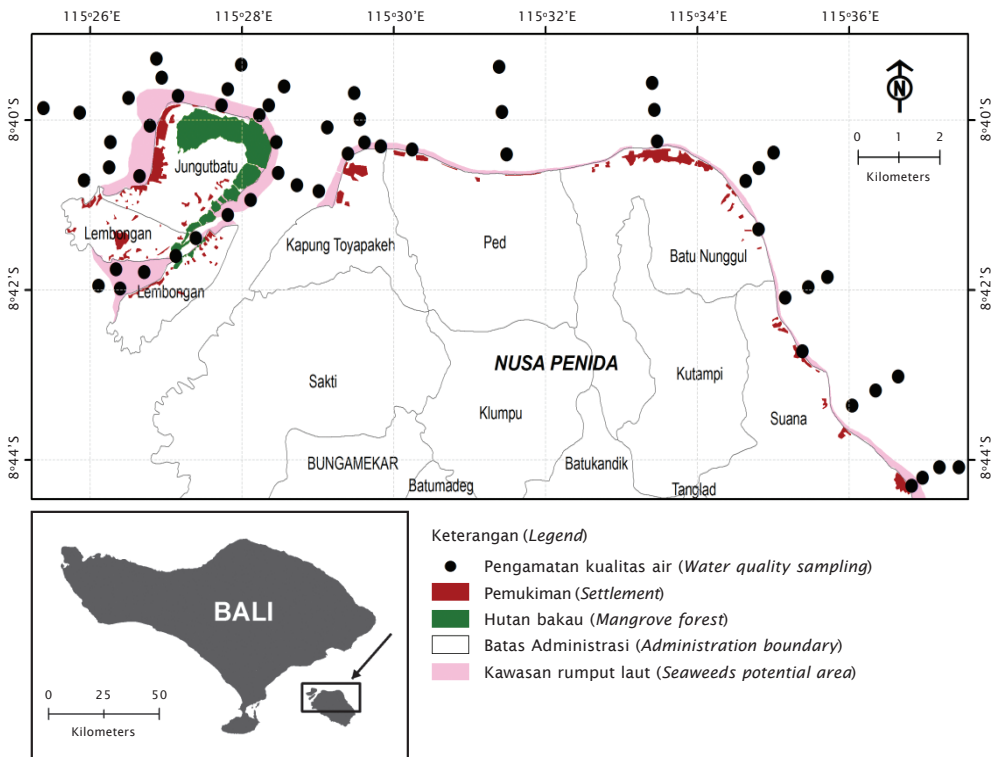 115°26'E 115°28'E 115°30'E 115°32'E 115°34'E 115°36'E
8°40'S
8°40'S
N
0 1 2
Kilometers
Jungutbatu
Lembongan
Kapung Toyapakeh
Ped
Batu Nunggul
8°42'S
8°42'S
Lembongan
NUSA PENIDA
Sakti
Kutampi
Klumpu
Suana
8°44'S
8°44'S
BUNGAMEKAR
Batukandik
Batumadeg
Tanglad
BALI
0 25 50
Kilometers
Keterangan (Legend)
Pengamatan kualitas air (Water quality sampling)
Pemukiman (Settlement)
Hutan bakau (Mangrove forest)
Batas Administrasi (Administration boundary)
Kawasan rumput laut (Seaweeds potential area)